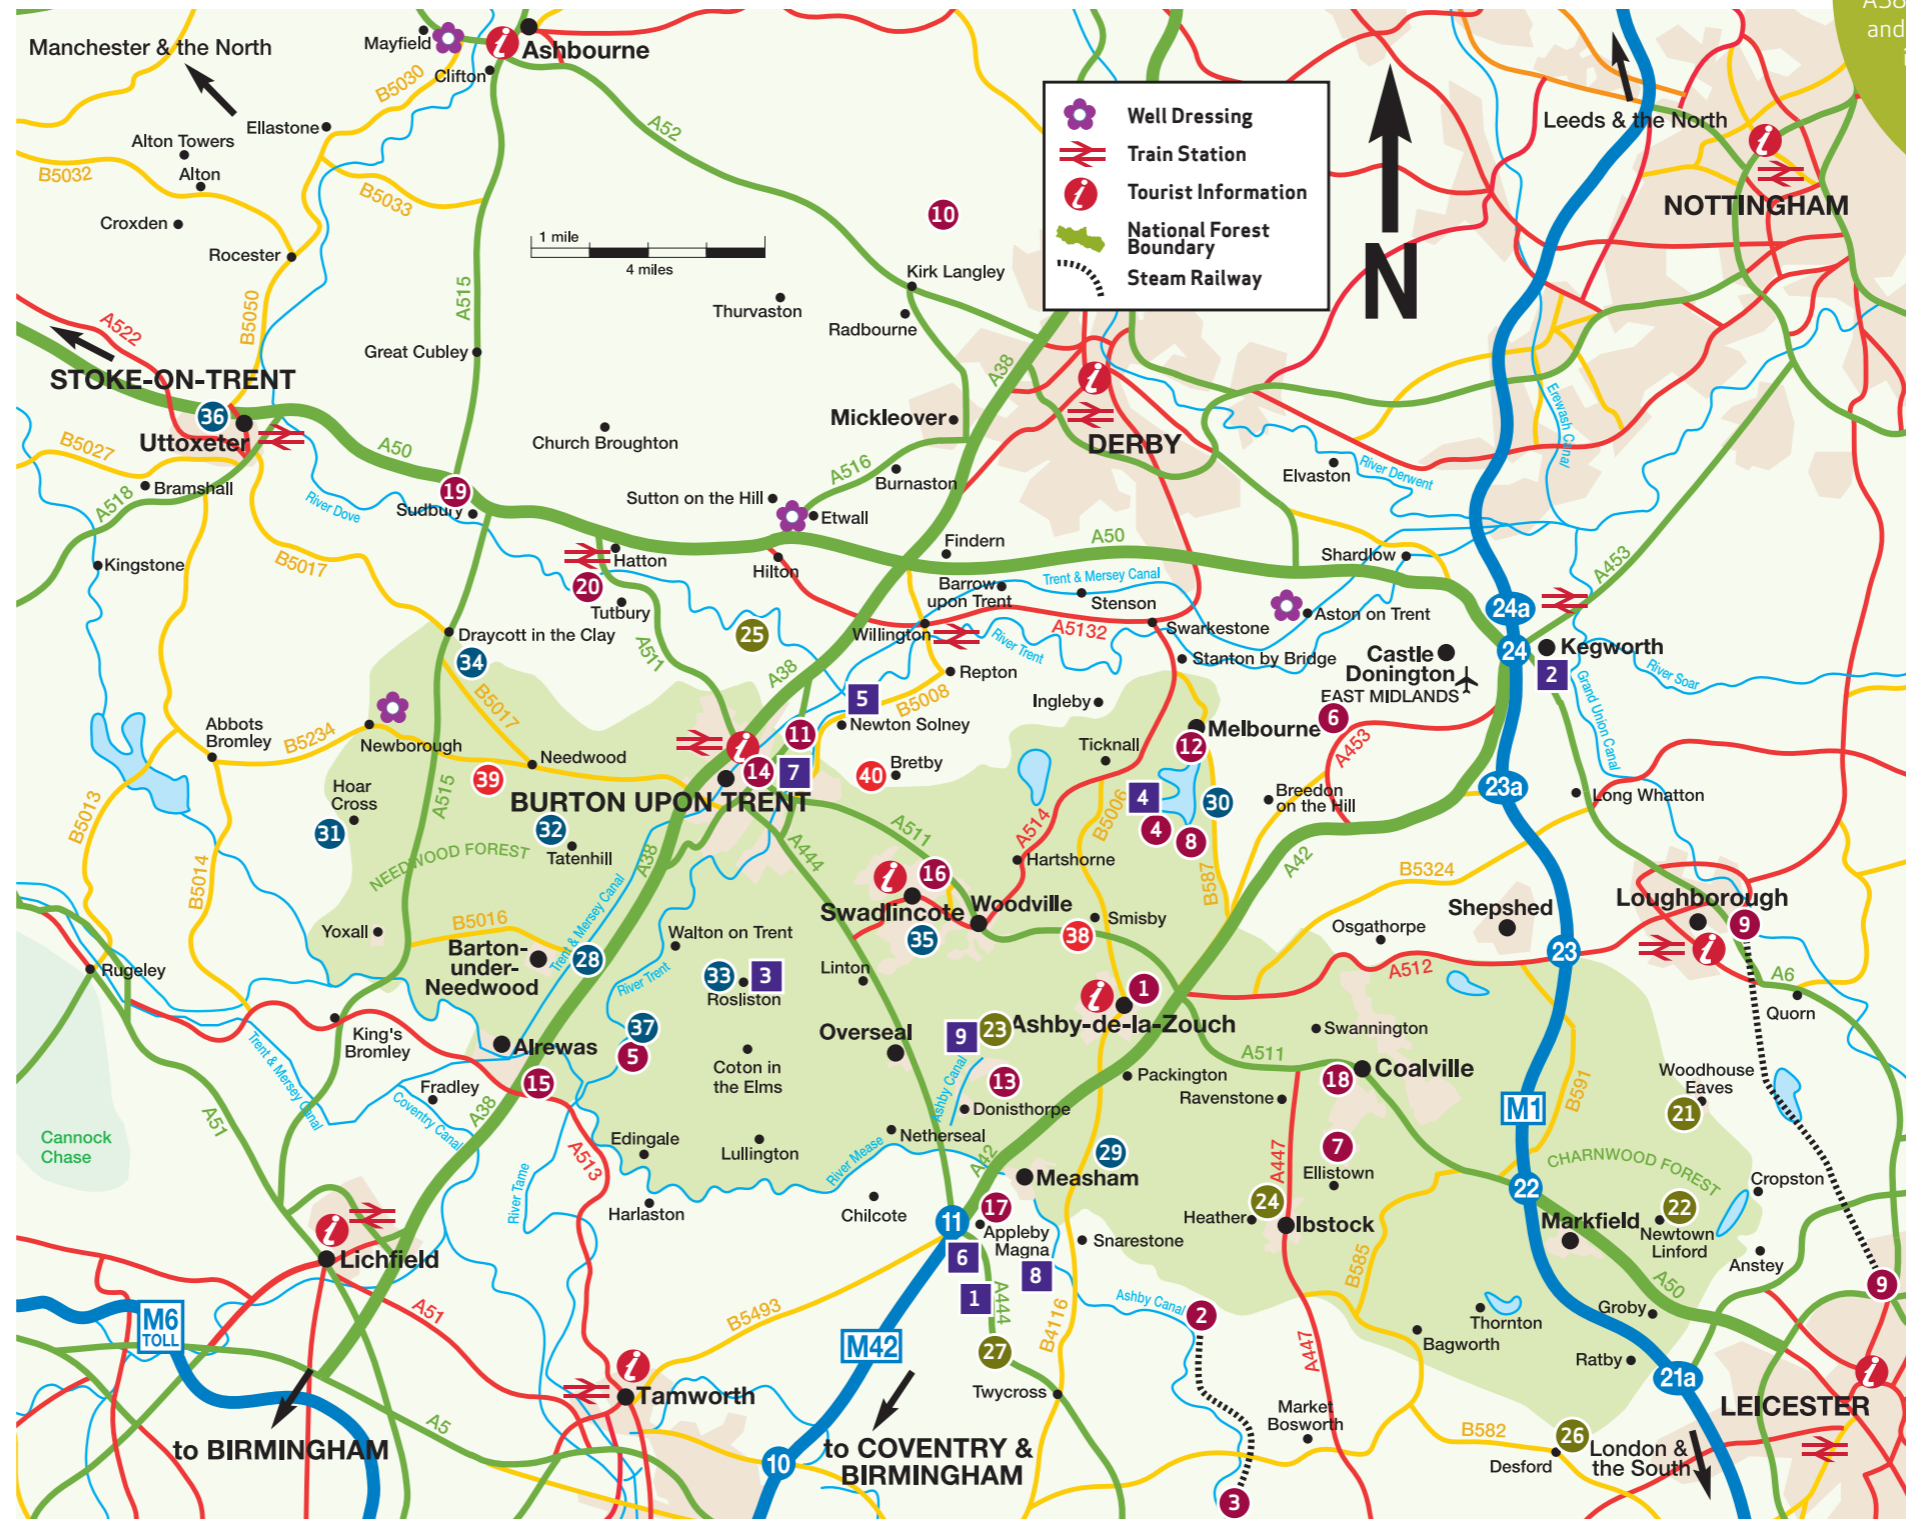 A38
and
Manchester & the North
Mayfield
Ashbourne
Clifton
B5030
A52
Ellastone
Alton Towers
Alton
B5032
B5033
Croxden
Rocester
1 mile
4 miles
10
Well Dressing
Train Station
Tourist Information
National Forest
Boundary
Steam Railway
N
Leeds & the North
NOTTINGHAM
Kirk Langley
Thurvaston
Radbourne
A522
B5050
A515
Great Cubley
A38
STOKE-ON-TRENT
36
Uttoxeter
Mickleover
DERBY
Church Broughton
A50
B5027
A518
Bramshall
19
Sudbury
River Dove
A516
Burnaston
Sutton on the Hill
Etwall
Elvaston
River Derwent
Erewash Canal
Kingstone
B5017
Hatton
20
Tutbury
Hilton
Findern
A50
Barrow
upon Trent
Trent & Mersey Canal
Stenson
Shardlow
A453
24a
Willington
River Trent
A5132
Swarkestone
Aston on Trent
Draycott in the Clay
34
A511
25
A38
Repton
Stanton by Bridge
Castle
Donington
EAST MIDLANDS
24
Kegworth
2
River Soar
Grand Union Canal
B5017
5
B5008
Newton Solney
Ingleby
Melbourne
6
A453
Abbots
Bromley
B5234
Newborough
Needwood
11
Ticknall
12
14
7
40
Bretby
39
BURTON UPON TRENT
Hoar
Cross
A515
31
32
Tatenhill
4
30
4
8
Breedon
on the Hill
23a
Long Whatton
B5013
B5014
NEEDWOOD FOREST
A38
A444
A511
A514
B5006
Hartshorne
B587
A42
B5324
16
Swadlincote
Woodville
35
38
Smisby
Shepshed
Loughborough
9
Osgathorpe
23
A512
A6
Quorn
Yoxall
B5016
Barton-
under-
Needwood
Trent & Mersey Canal
28
Walton on Trent
River Trent
33
3
Rosliston
Linton
Rugeley
1
Ashby-de-la-Zouch
King's
Bromley
Alrewas
37
5
Overseal
9
23
Swannington
A511
Coalville
18
Trent & Mersey Canal
Fradley
15
Coton in
the Elms
Ashby Canal
13
Donisthorpe
Packington
Ravenstone
M1
B591
Woodhouse
Eaves
21
A51
Coventry Canal
A38
A513
Edingale
Lullington
Netherseal
River Mease
A42
29
Measham
A447
7
Ellistown
CHARNWOOD FOREST
Cannock
Chase
River Tame
Harlaston
Chilcote
11
17
Appleby
Magna
Snarestone
24
Heather
Ibstock
22
Markfield
22
Newtown
Linford
Cropston
Anstey
Lichfield
6
8
1
A444
B4116
Ashby Canal
2
B585
Thornton
Groby
A50
9
M6
TOLL
A51
B5493
M42
27
Twycross
A447
Bagworth
Ratby
21a
Tamworth
Market
Bosworth
LEICESTER
A5
B582
26
Desford
London &
the South
to BIRMINGHAM
10
to COVENTRY &
BIRMINGHAM
3